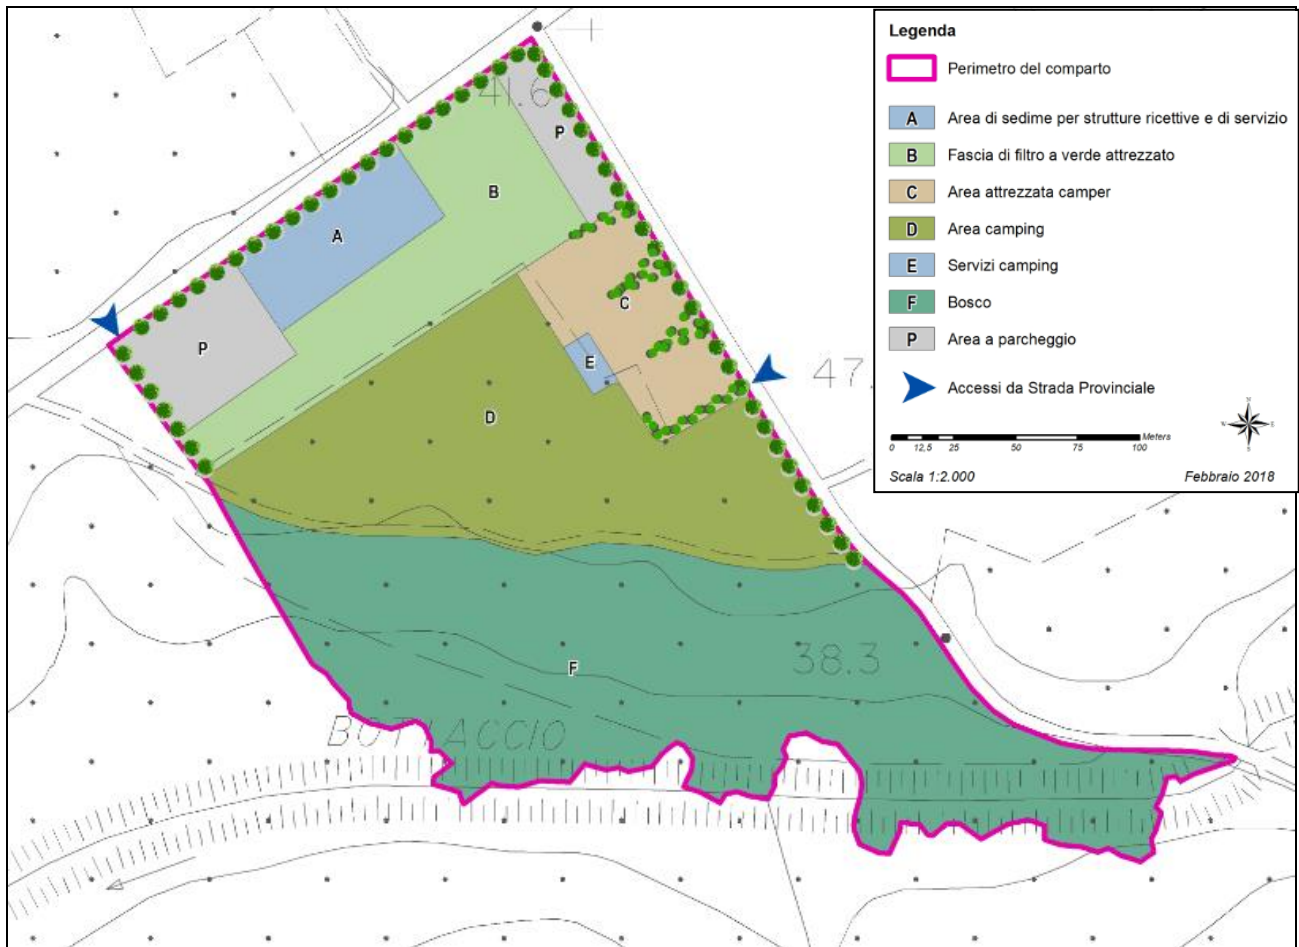 41.6
P
B
A
C
P
E
47.
D
38.3
F
Legenda
Perimetro del comparto
A Area di sedime per strutture ricettive e di servizio
B Fascia di filtro a verde attrezzato
C Area attrezzata camper
D Area camping
E Servizi camping
F Bosco
P Area a parcheggio
Accessi da Strada Provinciale
N
W E
S
Meters
0 12,5 25 50 75 100
Scala 1:2.000 Febbraio 2018